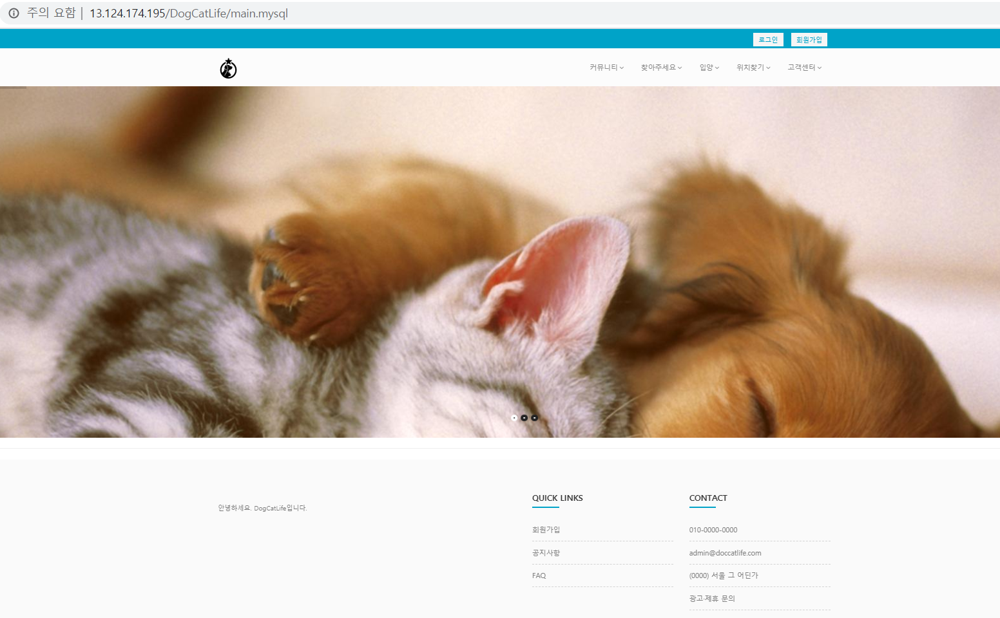 주의 요함 | 13.124.174.195/DogCatLife/main.mysql
로그인 회원가입
커뮤니티 찾아주세요 입양 위치찾기 고객센터
안녕하세요. DogCatLife입니다.
QUICK LINKS
회원가입
공지사항
FAQ
CONTACT
010-0000-0000
admin@doccatlife.com
(0000) 서울 그 어딘가
광고·제휴 문의